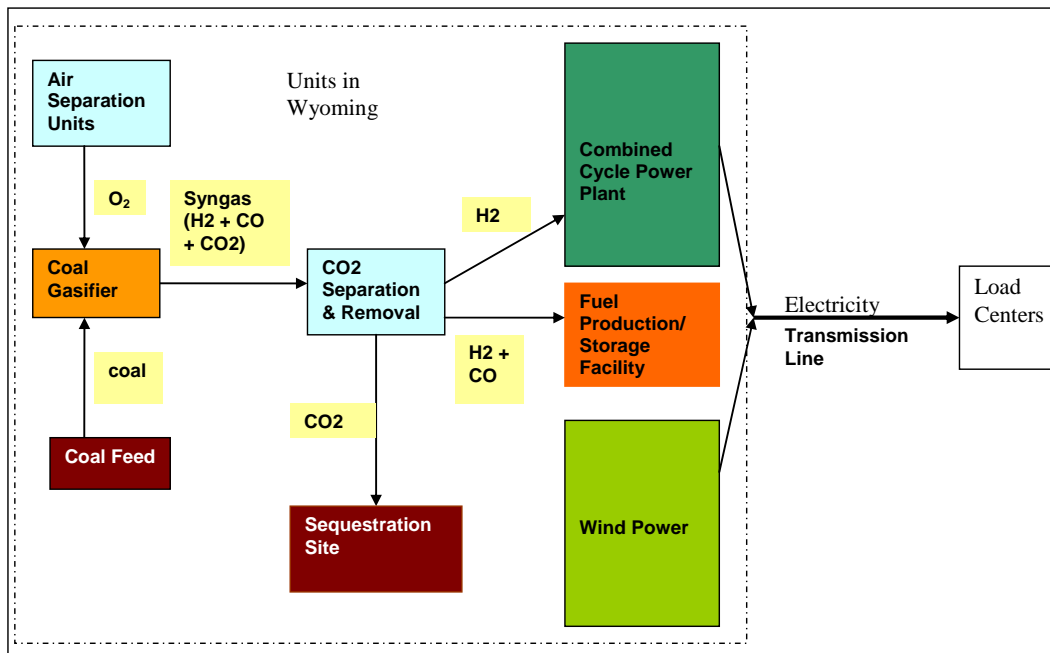 Air
Separation
Units
Units in
Wyoming
Combined
Cycle Power
Plant
O₂
Syngas
(H2 + CO
+ CO2)
H2
Coal
Gasifier
CO2
Separation
& Removal
Fuel
Production/
Storage
Facility
Electricity
Transmission
Line
Load
Centers
coal
H2 +
CO
CO2
Coal Feed
Sequestration
Site
Wind Power